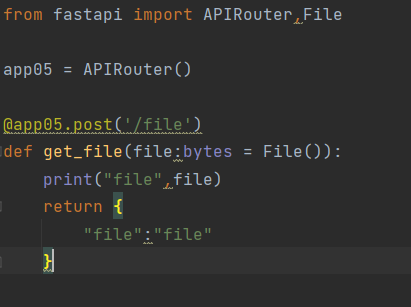 from fastapi import APIRouter,File
app05 = APIRouter()
@app05.post('/file')
def get_file(file:bytes = File()):
    print("file",file)
    return {
        "file":"file"
    }